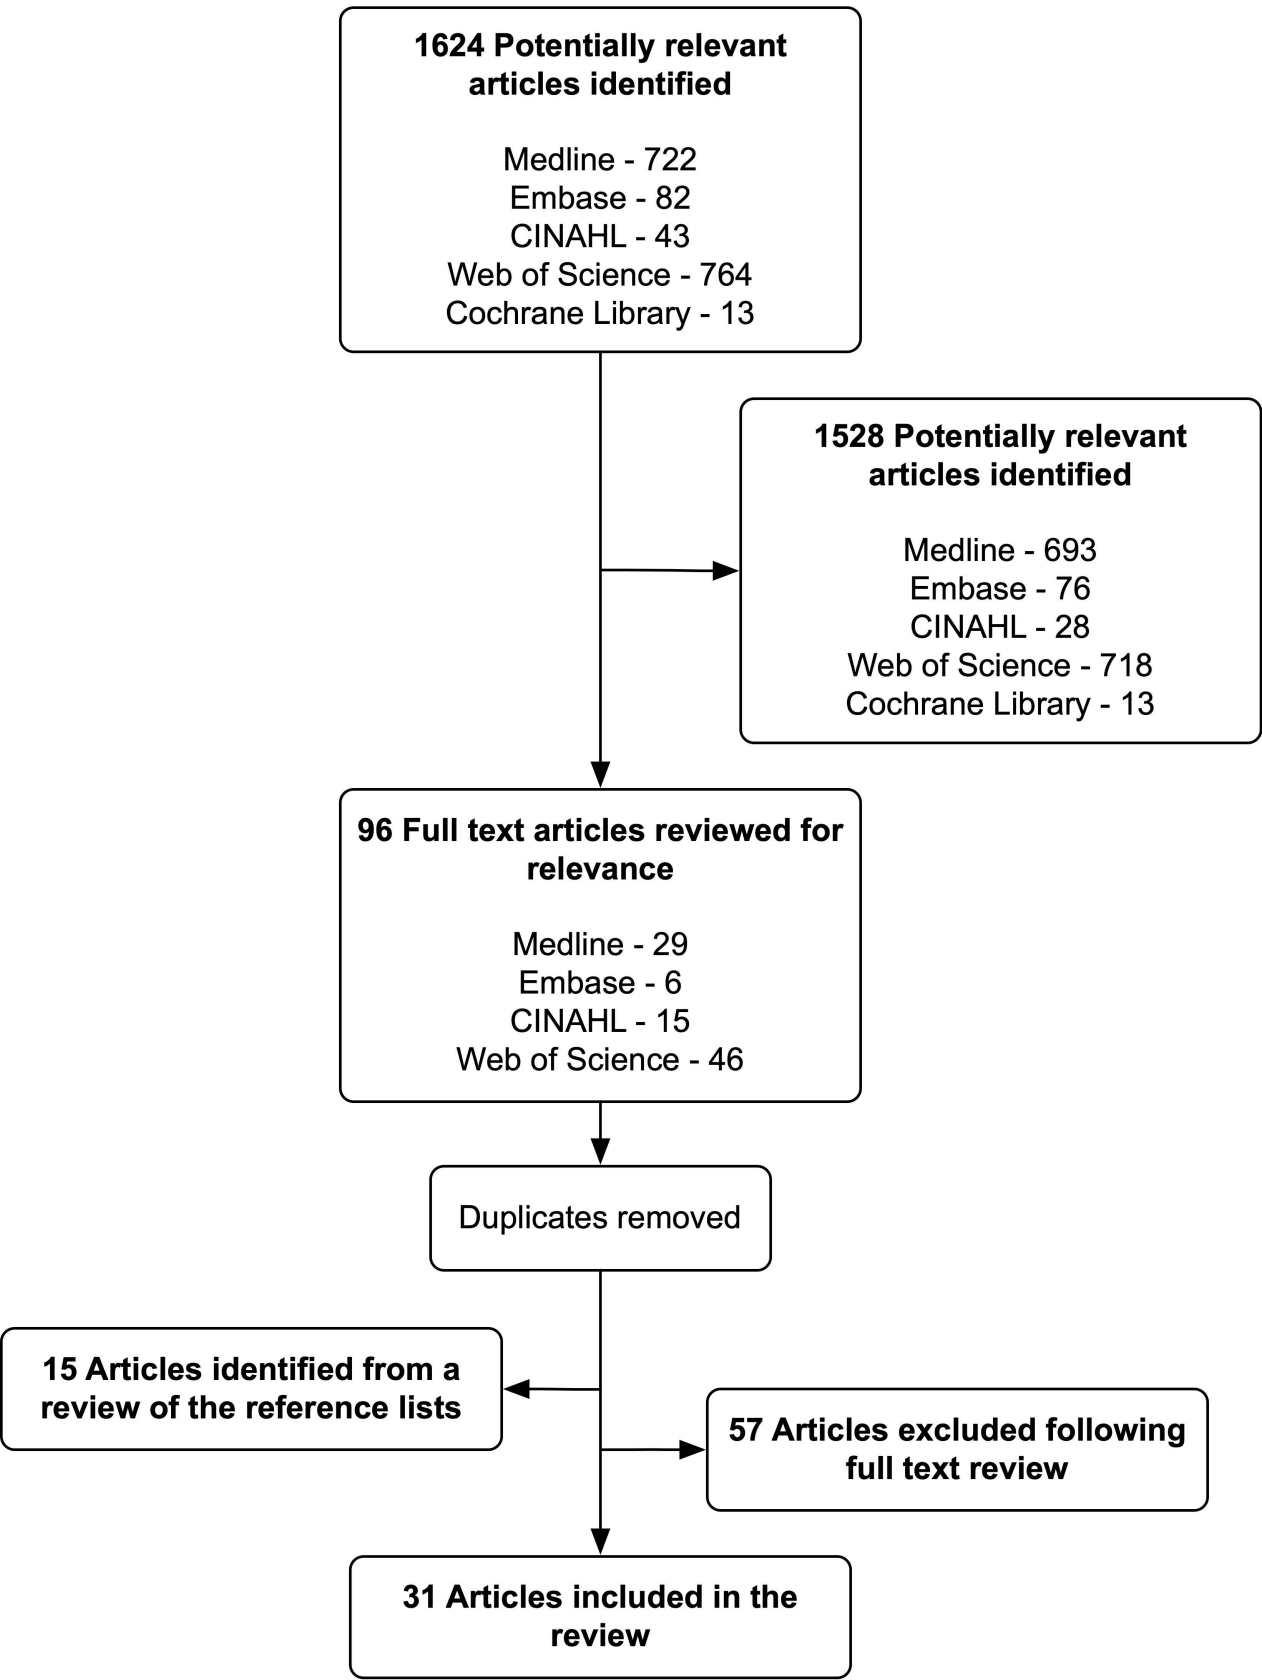 1624 Potentially relevant
articles identified
Medline - 722
Embase - 82
CINAHL - 43
Web of Science - 764
Cochrane Library - 13
1528 Potentially relevant
articles identified
Medline - 693
Embase - 76
CINAHL - 28
Web of Science - 718
Cochrane Library - 13
96 Full text articles reviewed for
relevance
Medline - 29
Embase - 6
CINAHL - 15
Web of Science - 46
Duplicates removed
15 Articles identified from a
review of the reference lists
57 Articles excluded following
full text review
31 Articles included in the
review